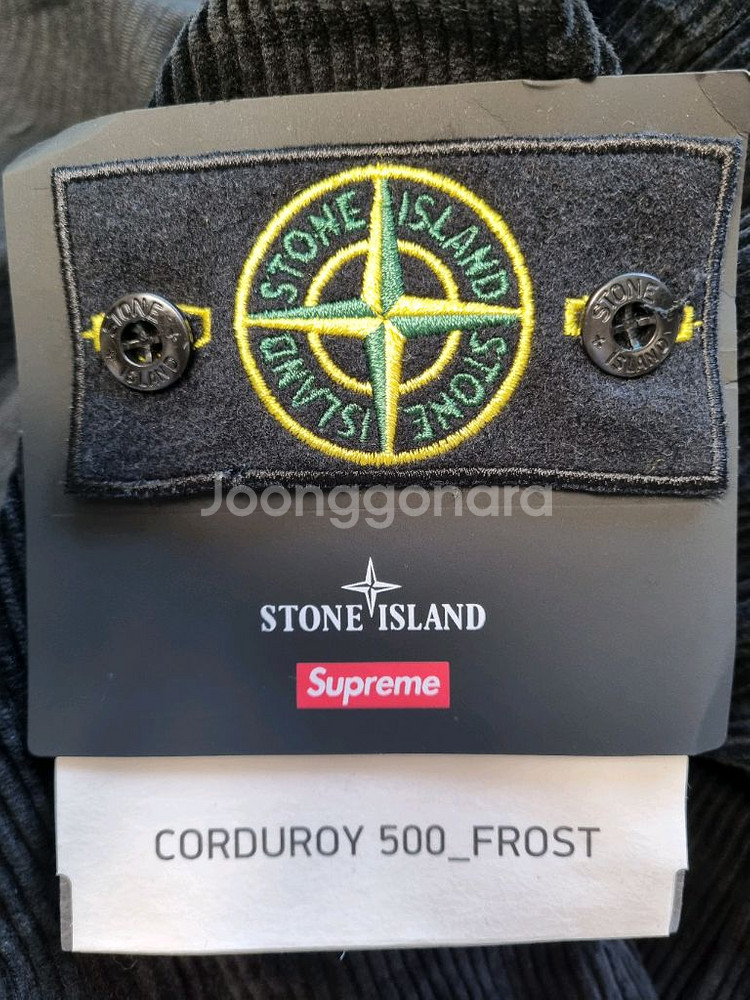 STONE ISLAND
STONE ISLAND
STONE
ISLAND
STONE
ISLAND
Joonggonara
STONE ISLAND
Supreme
CORDUROY 500_FROST